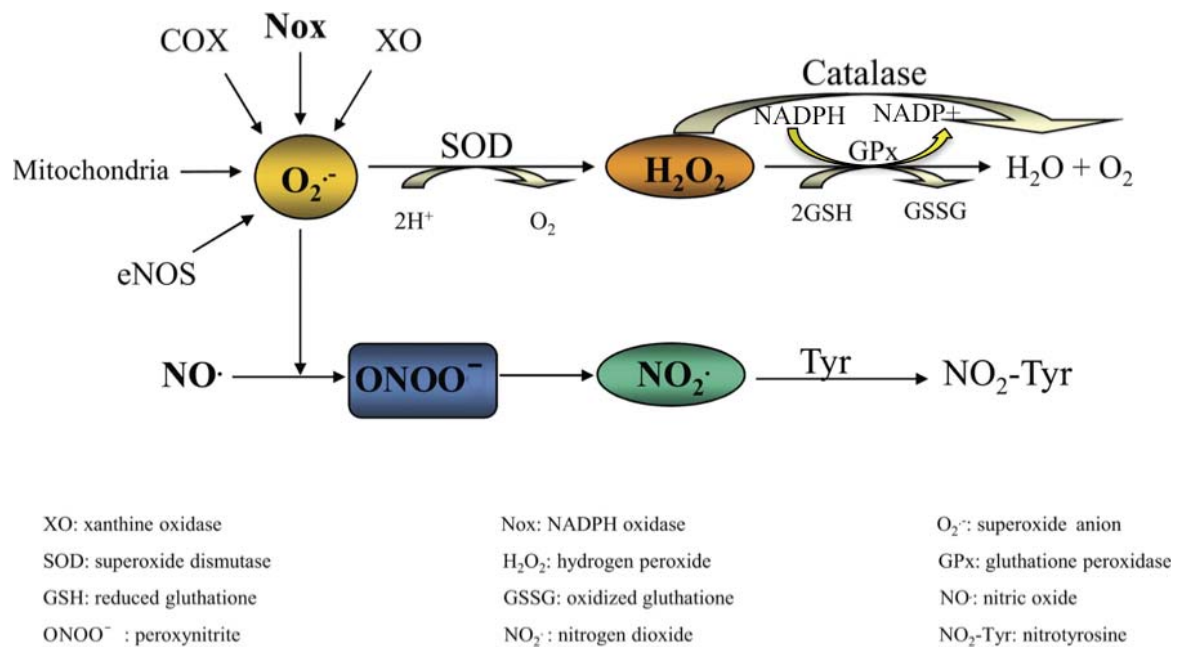 COX
Nox
XO
Catalase
NADPH
NADP+
Mitochondria
O₂·-
SOD
H₂O₂
GPx
H₂O + O₂
2H⁺
O₂
2GSH
GSSG
eNOS
NO·
ONOO⁻
NO₂·
Tyr
NO₂-Tyr
XO: xanthine oxidase
Nox: NADPH oxidase
O₂·-: superoxide anion
SOD: superoxide dismutase
H₂O₂: hydrogen peroxide
GPx: gluthatione peroxidase
GSH: reduced gluthatione
GSSG: oxidized gluthatione
NO·: nitric oxide
ONOO⁻ : peroxynitrite
NO₂·: nitrogen dioxide
NO₂-Tyr: nitrotyrosine